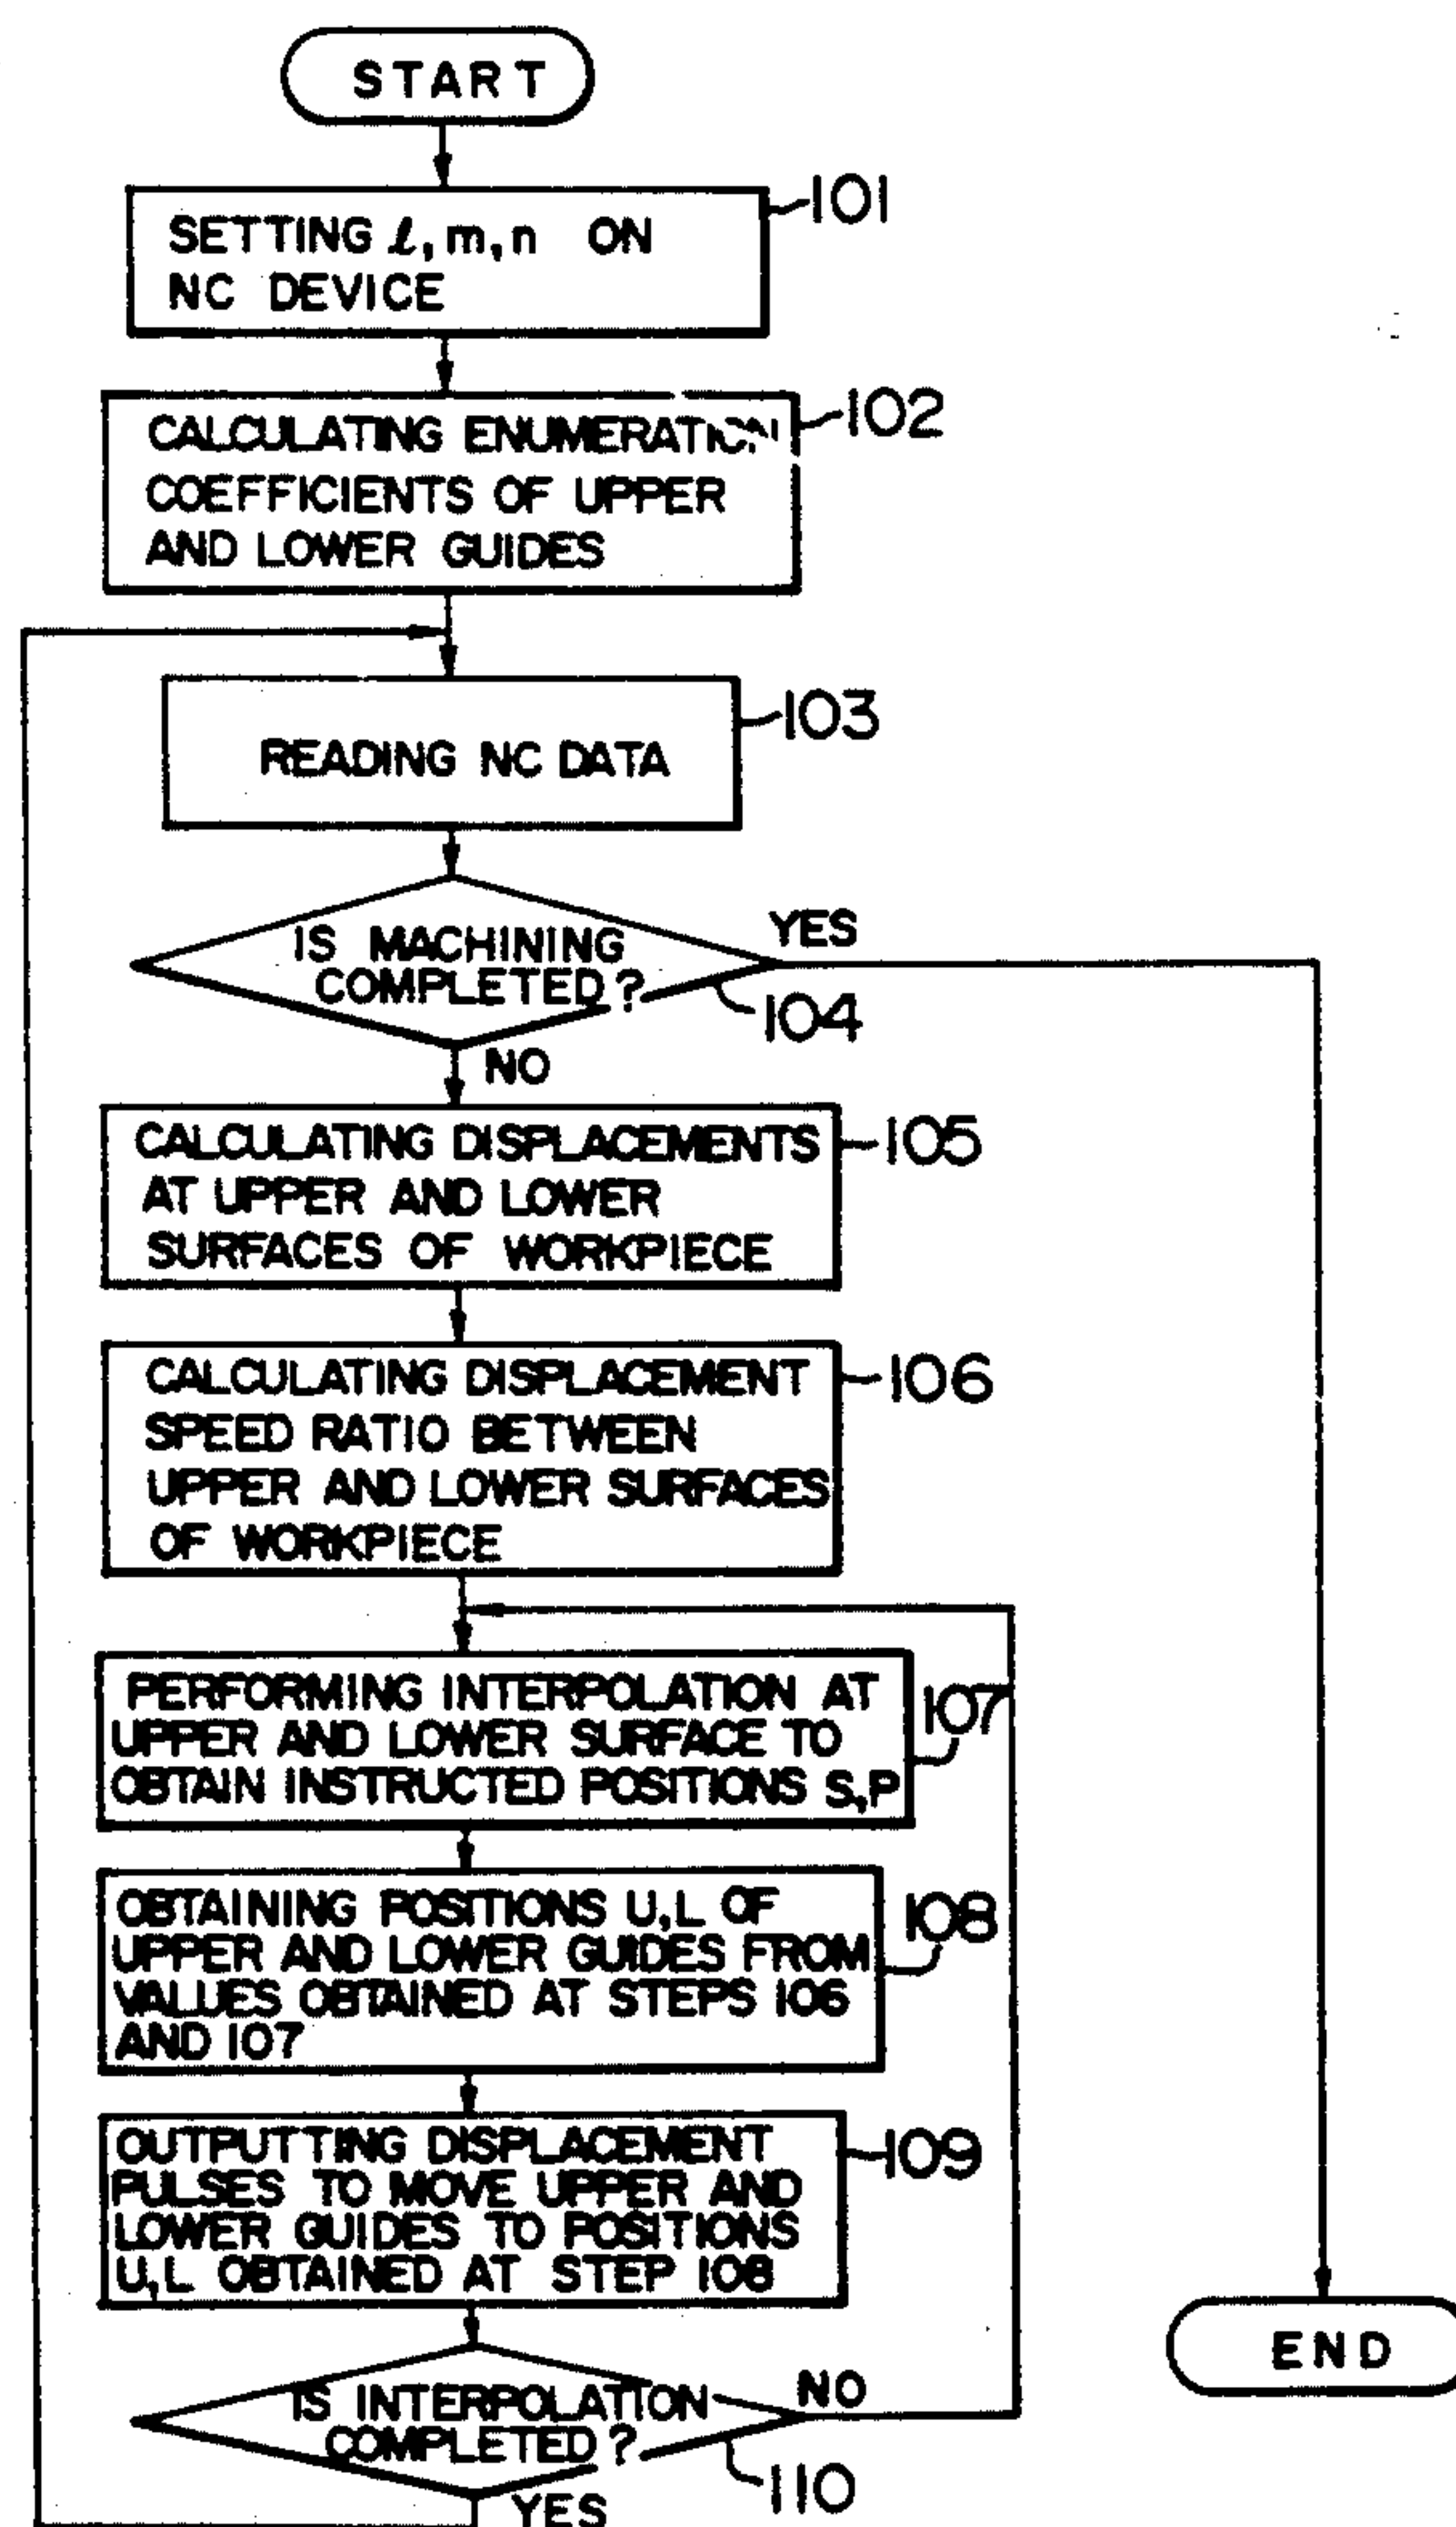 START
101
SETTING ℓ, m, n ON
NC DEVICE
102
CALCULATING ENUMERATION
COEFFICIENTS OF UPPER
AND LOWER GUIDES
103
READING NC DATA
IS MACHINING
COMPLETED?
YES
104
NO
105
CALCULATING DISPLACEMENTS
AT UPPER AND LOWER
SURFACES OF WORKPIECE
106
CALCULATING DISPLACEMENT
SPEED RATIO BETWEEN
UPPER AND LOWER SURFACES
OF WORKPIECE
107
PERFORMING INTERPOLATION AT
UPPER AND LOWER SURFACE TO
OBTAIN INSTRUCTED POSITIONS S,P
108
OBTAINING POSITIONS U,L OF
UPPER AND LOWER GUIDES FROM
VALUES OBTAINED AT STEPS 106
AND 107
109
OUTPUTTING DISPLACEMENT
PULSES TO MOVE UPPER AND
LOWER GUIDES TO POSITIONS
U,L OBTAINED AT STEP 108
IS INTERPOLATION
COMPLETED?
NO
110
YES
END